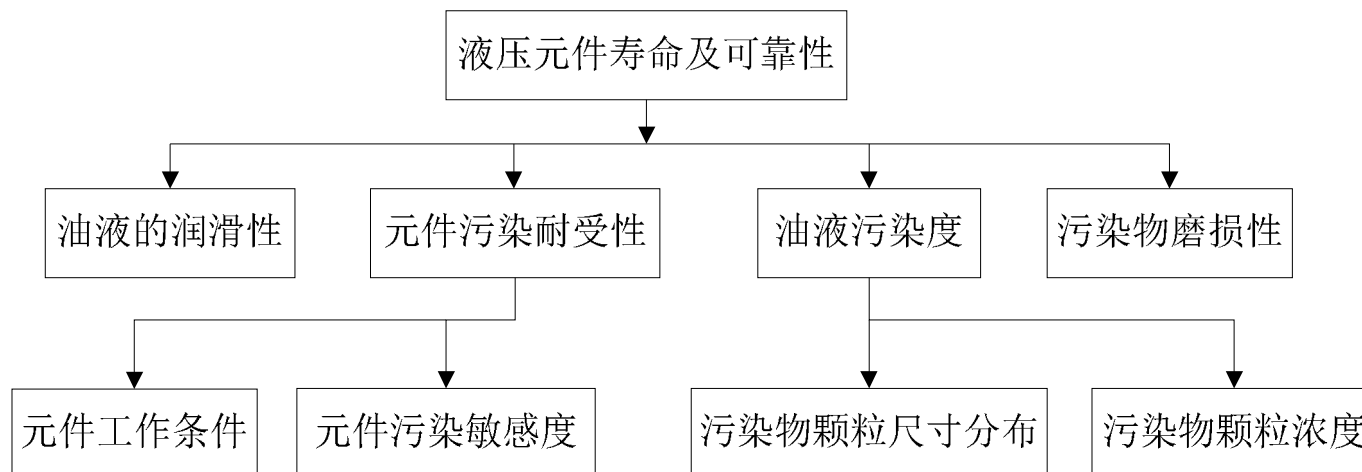 液压元件寿命及可靠性
油液的润滑性
元件污染耐受性
油液污染度
污染物磨损性
元件工作条件
元件污染敏感度
污染物颗粒尺寸分布
污染物颗粒浓度